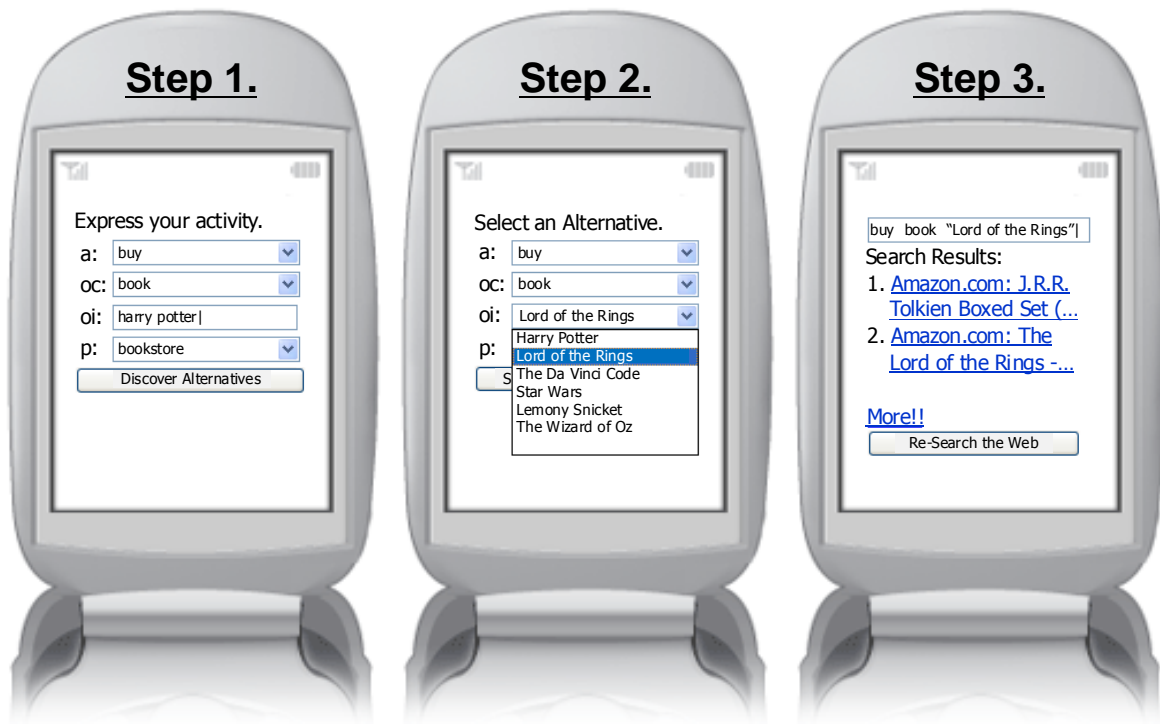 Step 1.
Express your activity.
a: buy
oc: book
oi: harry potter|
p: bookstore
Discover Alternatives
Step 2.
Select an Alternative.
a: buy
oc: book
oi: Lord of the Rings
p:
Harry Potter
Lord of the Rings
The Da Vinci Code
Star Wars
Lemony Snicket
The Wizard of Oz
S
Step 3.
buy book “Lord of the Rings”|
Search Results:
1. Amazon.com: J.R.R.
Tolkien Boxed Set (...
2. Amazon.com: The
Lord of the Rings -...
More!!
Re-Search the Web